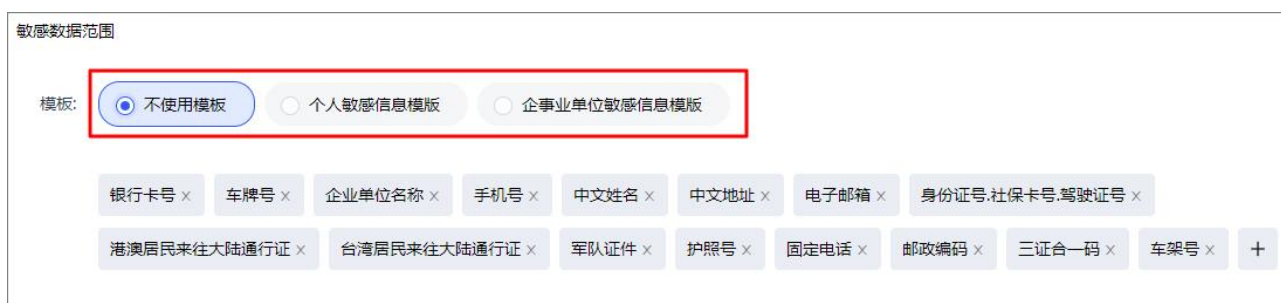 敏感数据范围
模板: 不使用模板 个人敏感信息模版 企事业单位敏感信息模版
银行卡号 × 车牌号 × 企业单位名称 × 手机号 × 中文姓名 × 中文地址 × 电子邮箱 × 身份证号.社保卡号.驾驶证号 ×
港澳居民来往大陆通行证 × 台湾居民来往大陆通行证 × 军队证件 × 护照号 × 固定电话 × 邮政编码 × 三证合一码 × 车架号 × +